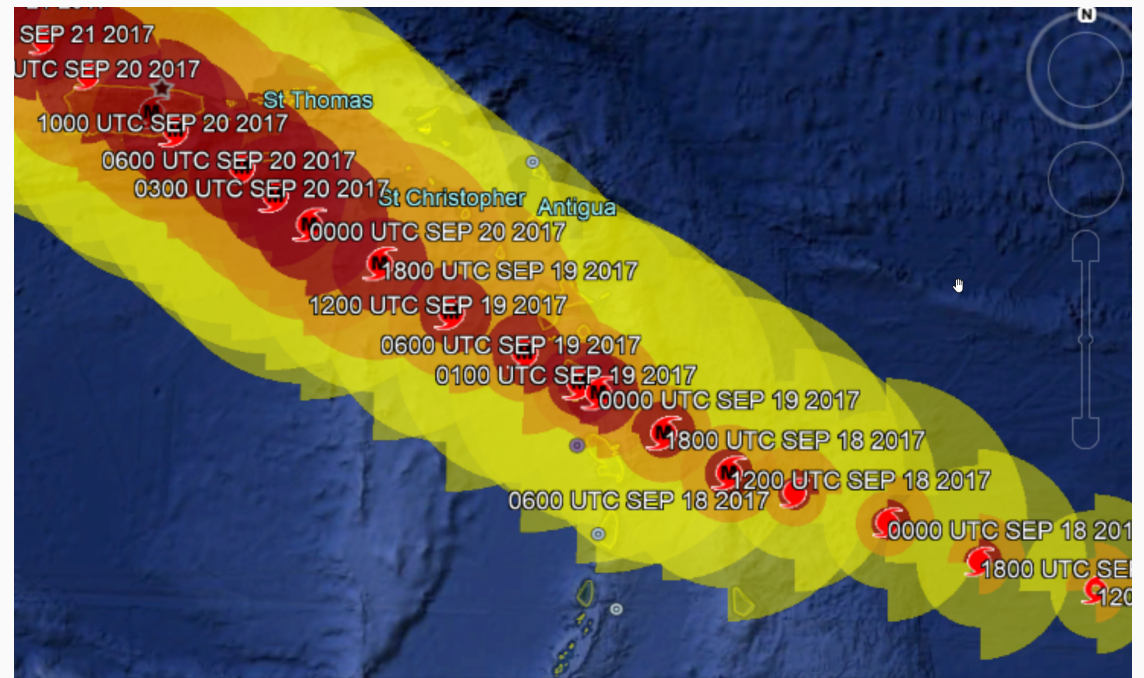 N
SEP 21 2017
UTC SEP 20 2017
St Thomas
1000 UTC SEP 20 2017
0600 UTC SEP 20 2017
0300 UTC SEP 20 2017
St Christopher
Antigua
0000 UTC SEP 20 2017
1800 UTC SEP 19 2017
1200 UTC SEP 19 2017
0600 UTC SEP 19 2017
0100 UTC SEP 19 2017
0000 UTC SEP 19 2017
1800 UTC SEP 18 2017
1200 UTC SEP 18 2017
0600 UTC SEP 18 2017
0000 UTC SEP 18 201
1800 UTC SE
120